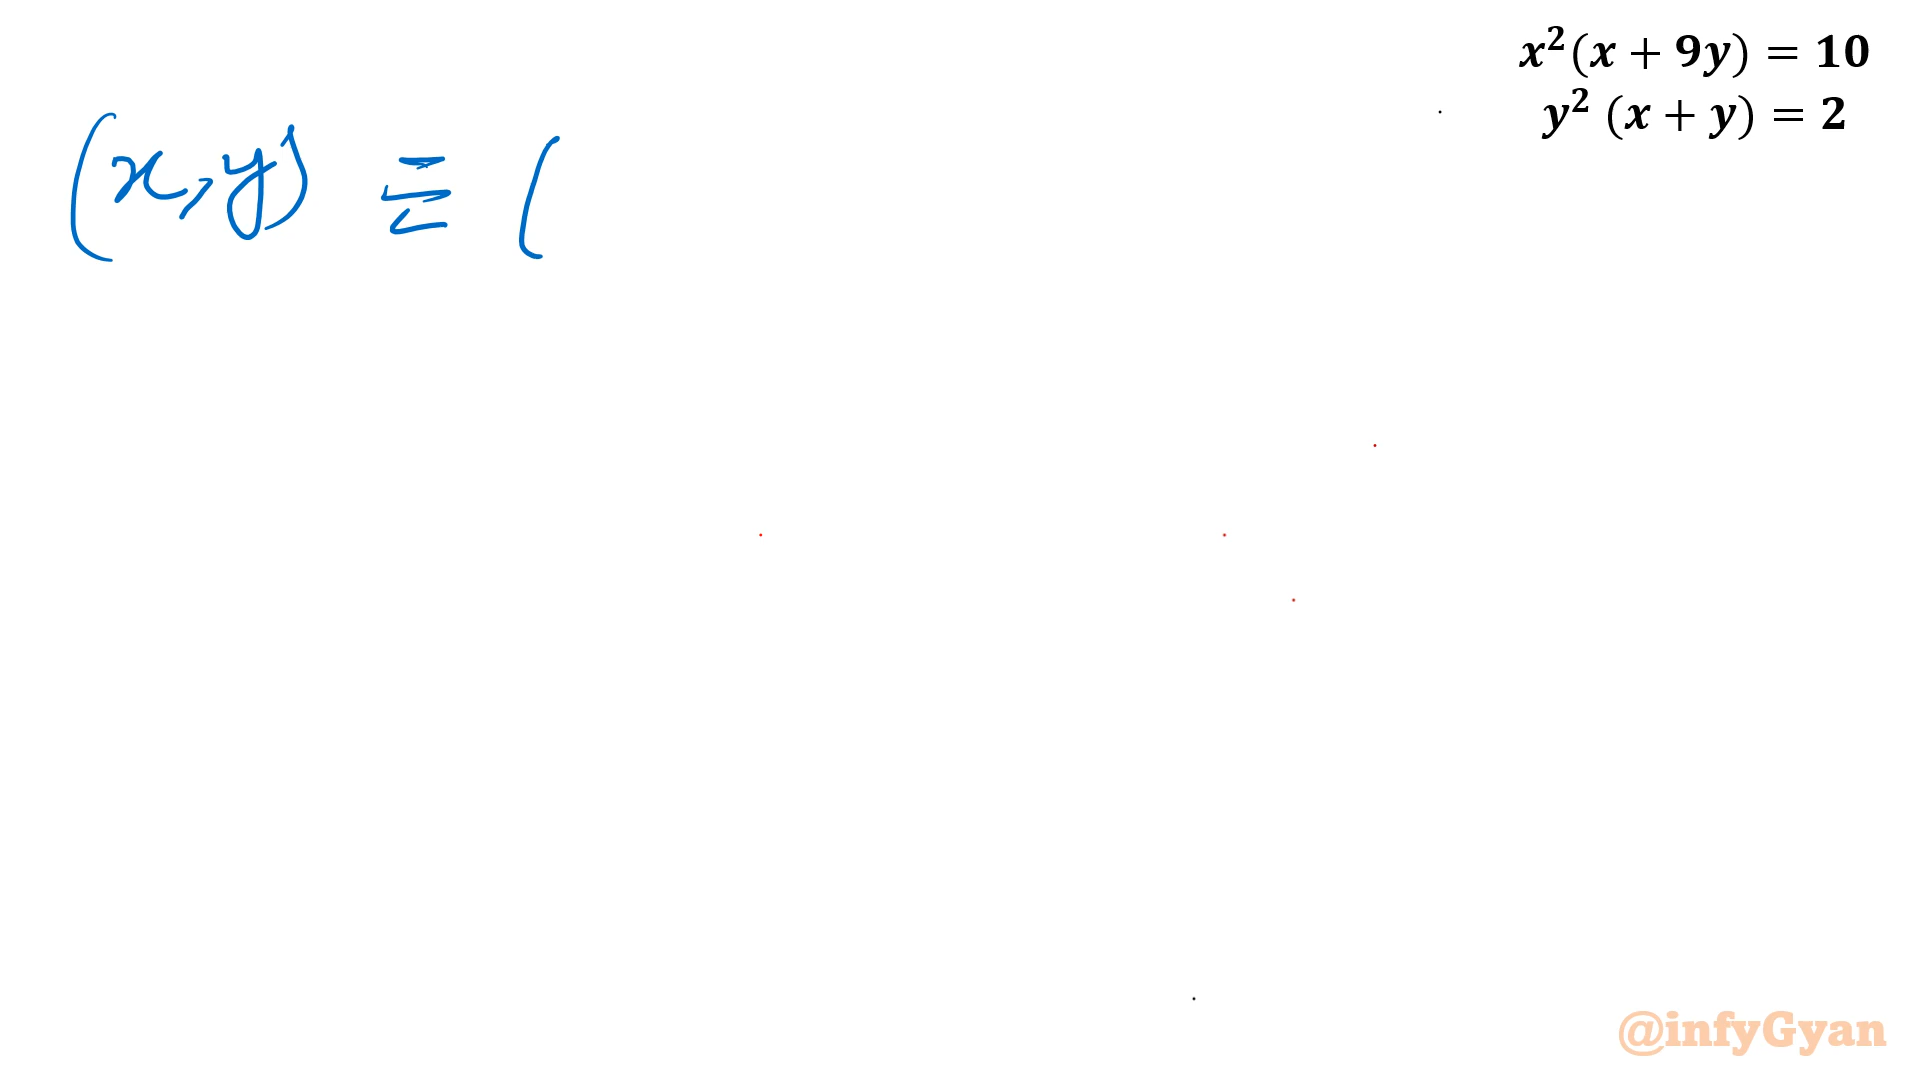 x²(x + 9y) = 10
y² (x + y) = 2
(x, y) ≡ (
@infyGyan